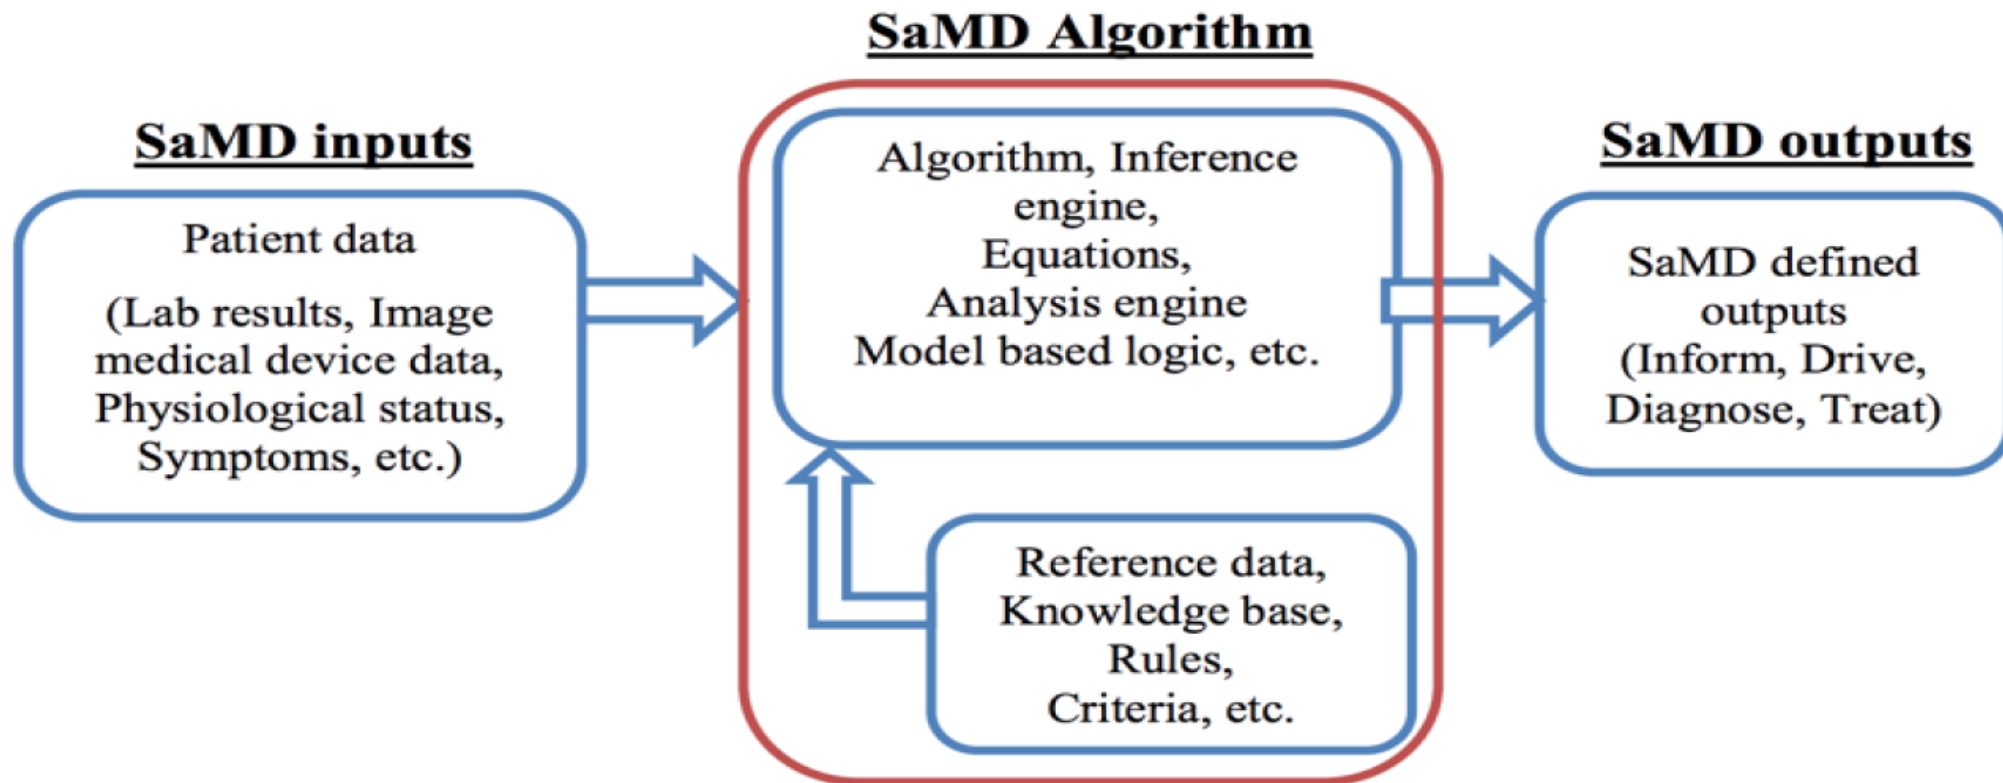 SaMD Algorithm
SaMD inputs
Patient data
(Lab results, Image
medical device data,
Physiological status,
Symptoms, etc.)
Algorithm, Inference
engine,
Equations,
Analysis engine
Model based logic, etc.
Reference data,
Knowledge base,
Rules,
Criteria, etc.
SaMD outputs
SaMD defined
outputs
(Inform, Drive,
Diagnose, Treat)